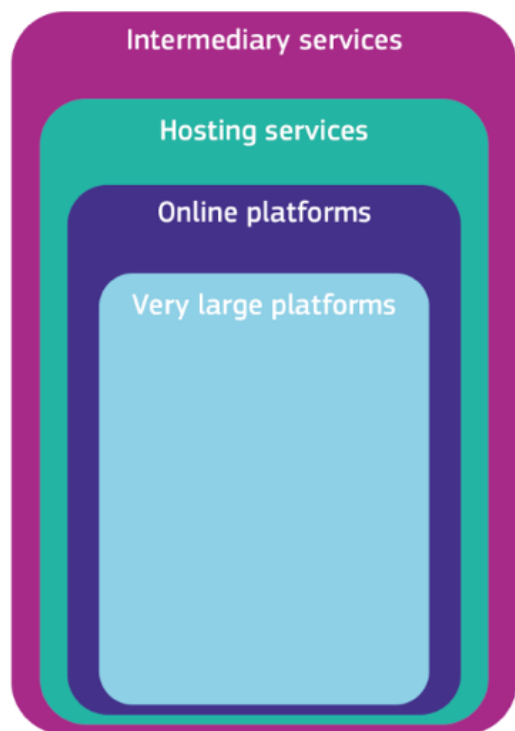 Intermediary services
Hosting services
Online platforms
Very large platforms